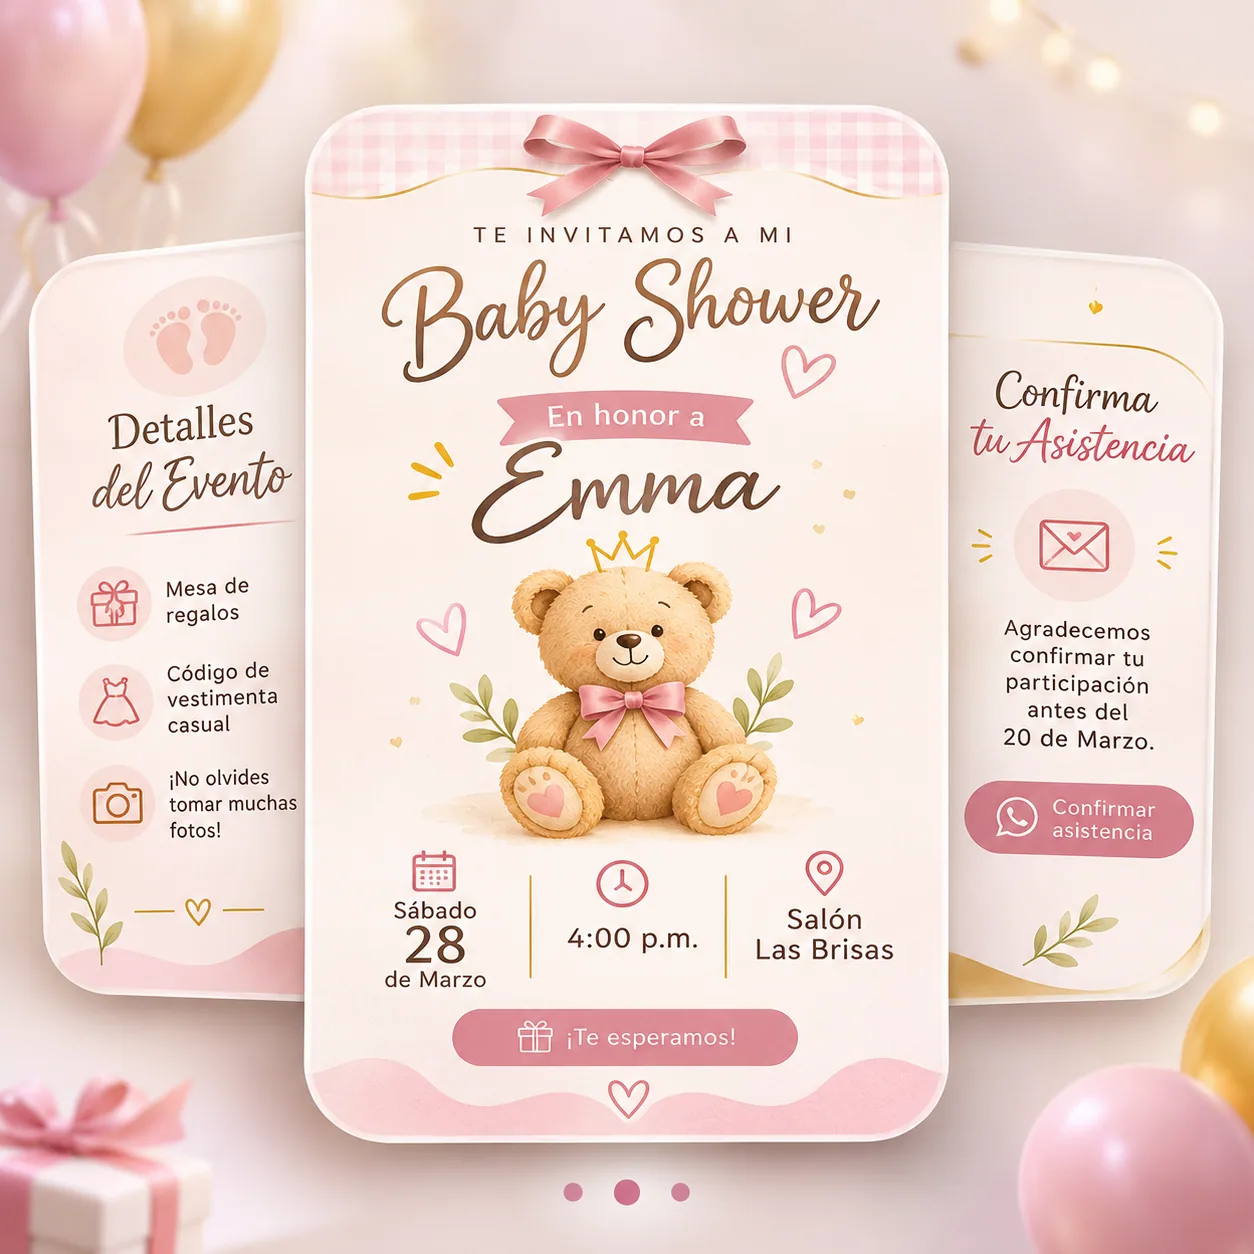 TE INVITAMOS A MI
Baby Shower
En honor a
Emma
Sábado
28
de Marzo
4:00 p.m.
Salón
Las Brisas
¡Te esperamos!
Detalles
del Evento
Mesa de
regalos
Código de
vestimenta
casual
¡No olvides
tomar muchas
fotos!
Confirma
tu Asistencia
Agradecemos
confirmar tu
participación
antes del
20 de Marzo.
Confirmar
asistencia